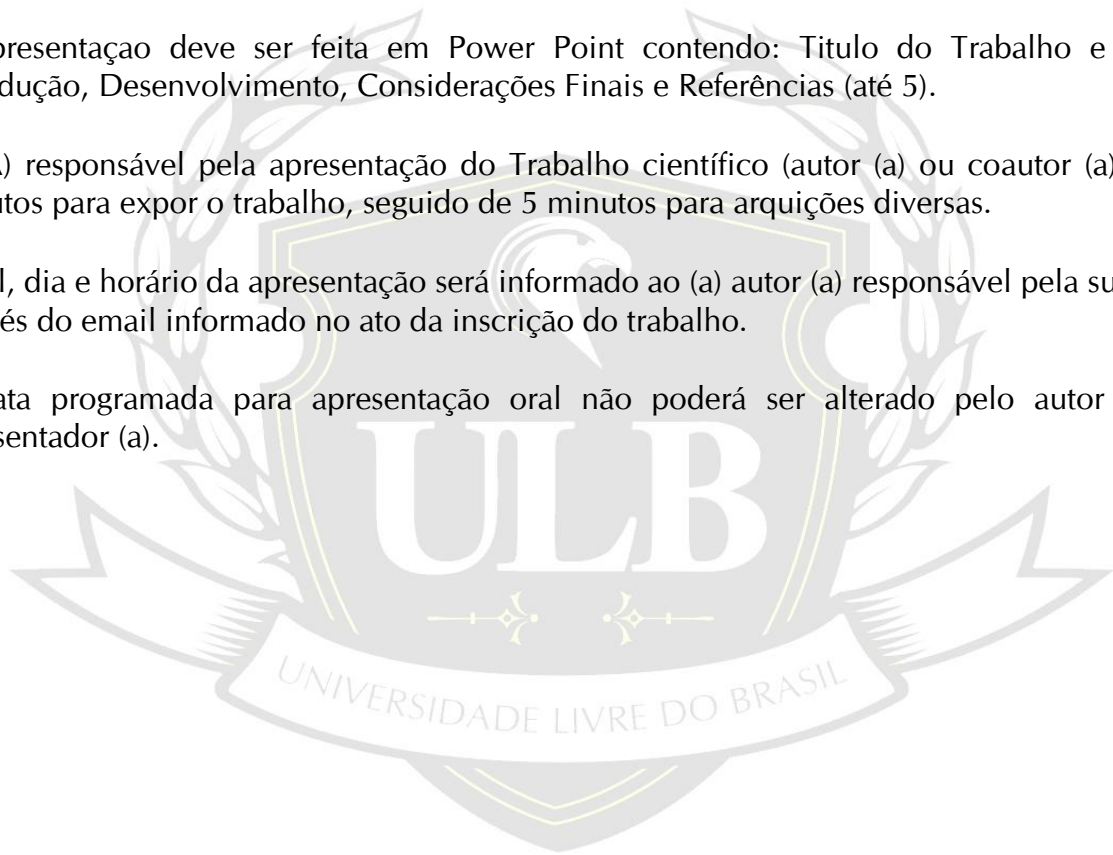 presentaçao deve ser feita em Power Point contendo: Titulo do Trabalho e
dução, Desenvolvimento, Considerações Finais e Referências (até 5).
A) responsável pela apresentação do Trabalho científico (autor (a) ou coautor (a)
utos para expor o trabalho, seguido de 5 minutos para arquições diversas.
l, dia e horário da apresentação será informado ao (a) autor (a) responsável pela su
és do email informado no ato da inscrição do trabalho.
ata programada para apresentação oral não poderá ser alterado pelo autor
sentador (a).
ULB
UNIVERSIDADE LIVRE DO BRASIL